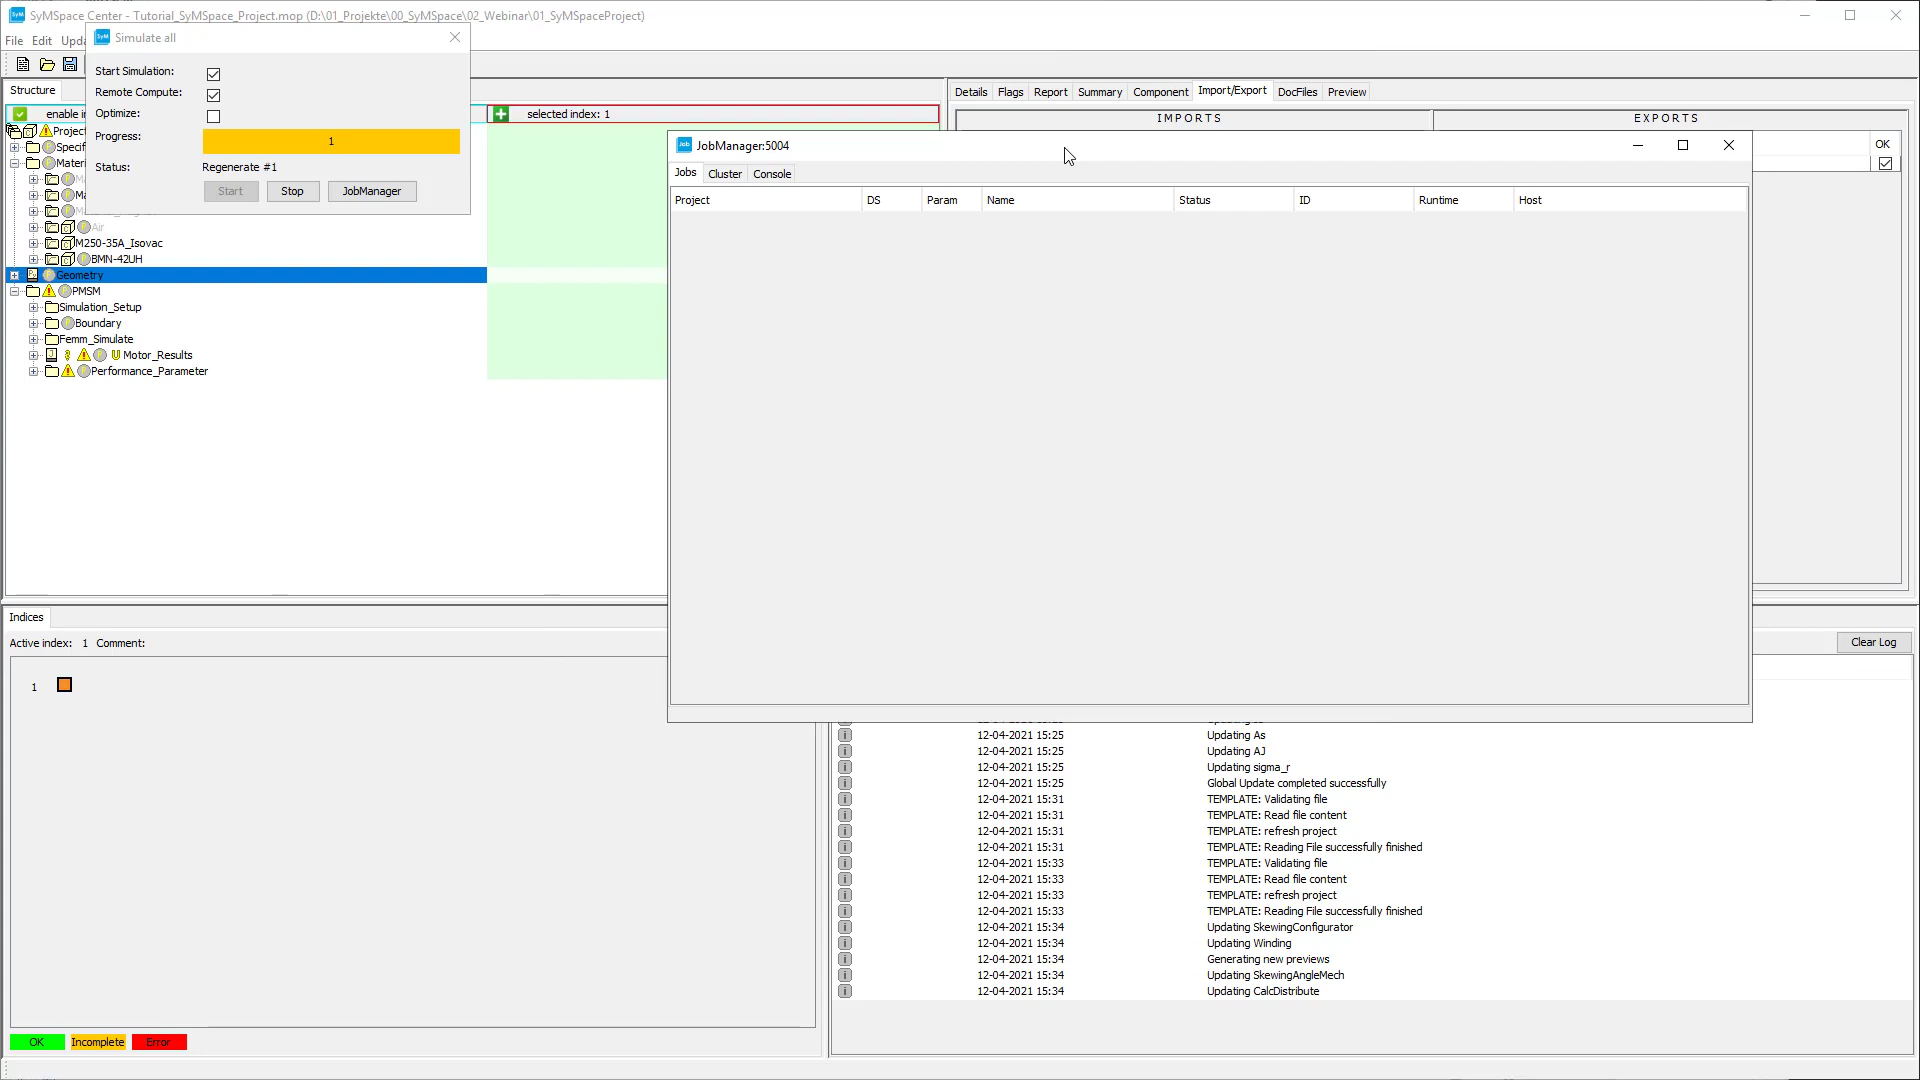 SyMSpace Center - Tutorial_SyMSpace_Project.mop (D:\01_Projekte\00_SyMSpace\02_Webinar\01_SyMSpaceProject)
File Edit
Simulate all
Start Simulation:
Remote Compute:
Optimize:
Progress: 1
Status: Regenerate #1
Start Stop JobManager
Structure
selected index: 1
Air
M250-35A_Isovac
BMN-42UH
Geometry
PMSM
Simulation_Setup
Boundary
Femm_Simulate
Motor_Results
Performance_Parameter
Details Flags Report Summary Component Import/Export DocFiles Preview
IMPORTS EXPORTS
OK
JobManager:5004
Jobs Cluster Console
Project DS Param Name Status ID Runtime Host
Indices
Active index: 1 Comment:
1
OK Incomplete Error
Clear Log
12-04-2021 15:25 Updating As
12-04-2021 15:25 Updating AJ
12-04-2021 15:25 Updating sigma_r
12-04-2021 15:25 Global Update completed successfully
12-04-2021 15:31 TEMPLATE: Validating file
12-04-2021 15:31 TEMPLATE: Read file content
12-04-2021 15:31 TEMPLATE: refresh project
12-04-2021 15:31 TEMPLATE: Reading File successfully finished
12-04-2021 15:33 TEMPLATE: Validating file
12-04-2021 15:33 TEMPLATE: Read file content
12-04-2021 15:33 TEMPLATE: refresh project
12-04-2021 15:33 TEMPLATE: Reading File successfully finished
12-04-2021 15:34 Updating SkewingConfigurator
12-04-2021 15:34 Updating Winding
12-04-2021 15:34 Generating new previews
12-04-2021 15:34 Updating SkewingAngleMech
12-04-2021 15:34 Updating CalcDistribute